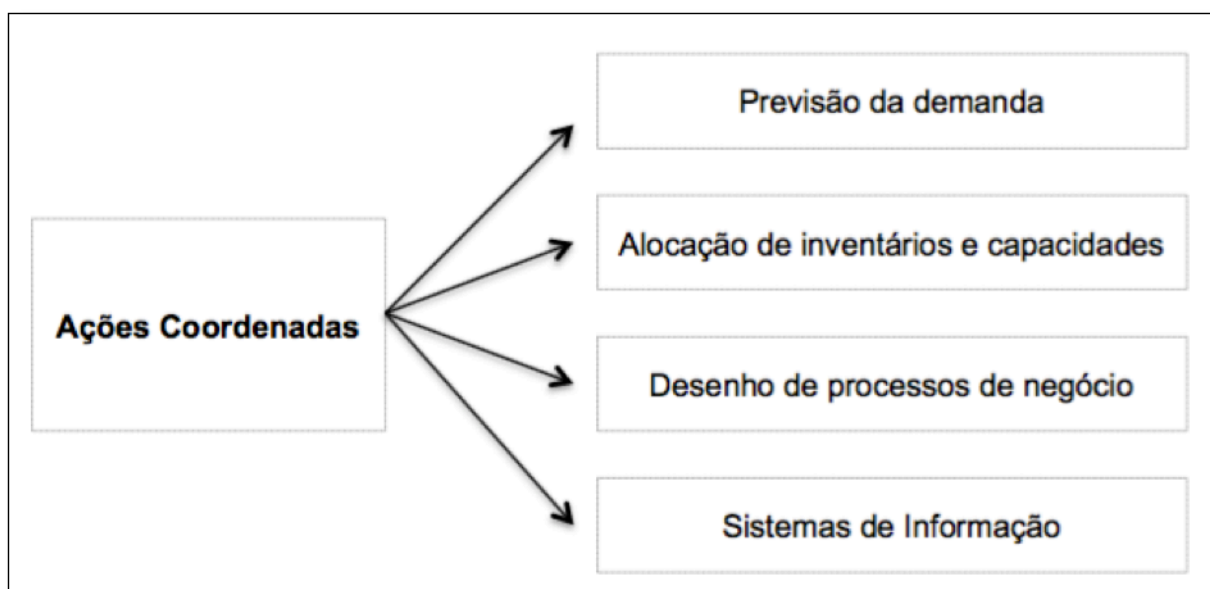 Ações Coordenadas
Previsão da demanda
Alocação de inventários e capacidades
Desenho de processos de negócio
Sistemas de Informação